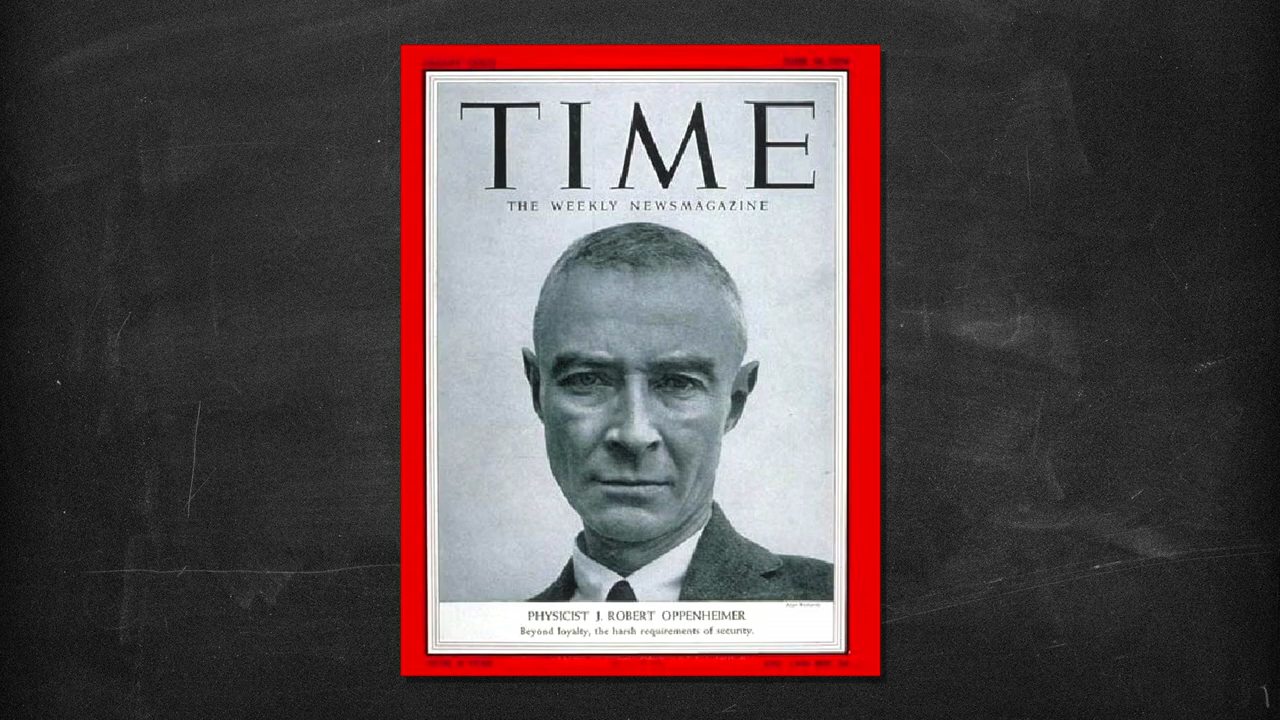 TIME
THE WEEKLY NEWSMAGAZINE
PHYSICIST J. ROBERT OPPENHEIMER
Beyond loyalty, the harsh requirements of security.